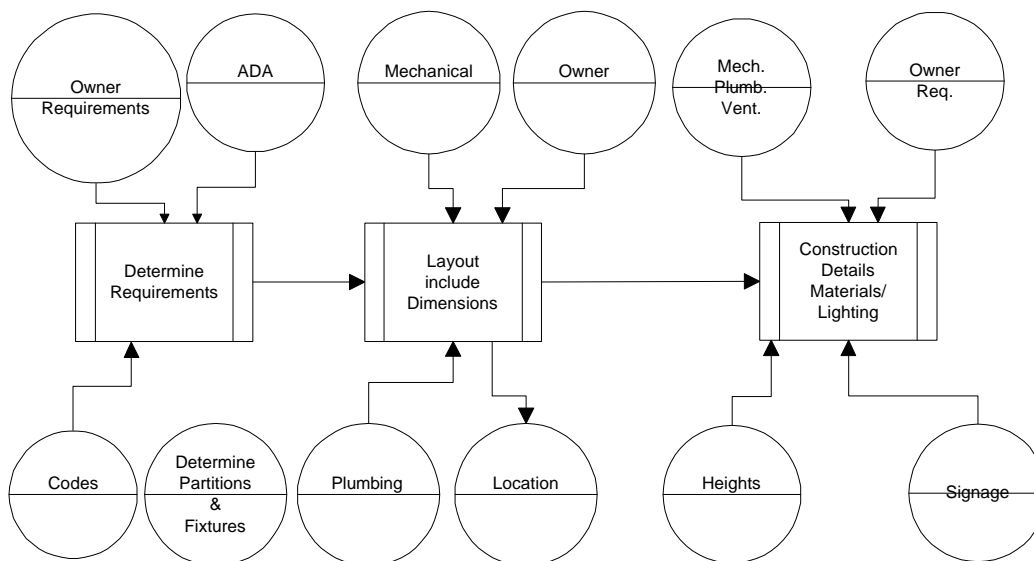 Owner
Requirements
ADA
Mechanical
Owner
Mech.
Plumb.
Vent.
Owner
Req.
Determine
Requirements
Layout
include
Dimensions
Construction
Details
Materials/
Lighting
Codes
Determine
Partitions
&
Fixtures
Plumbing
Location
Heights
Signage